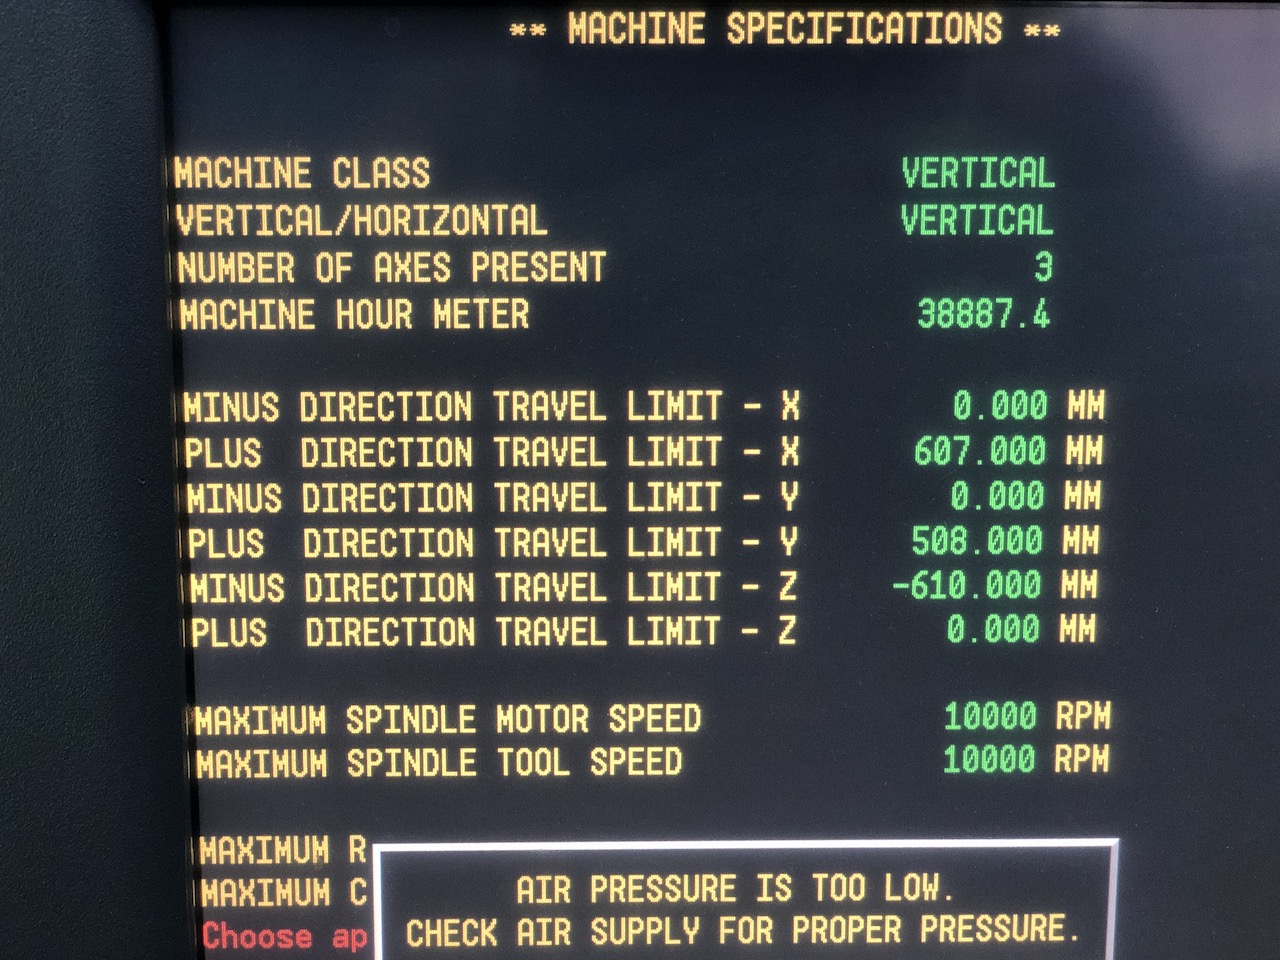 ** MACHINE SPECIFICATIONS **
MACHINE CLASS VERTICAL
VERTICAL/HORIZONTAL VERTICAL
NUMBER OF AXES PRESENT 3
MACHINE HOUR METER 38887.4
MINUS DIRECTION TRAVEL LIMIT - X 0.000 MM
PLUS DIRECTION TRAVEL LIMIT - X 607.000 MM
MINUS DIRECTION TRAVEL LIMIT - Y 0.000 MM
PLUS DIRECTION TRAVEL LIMIT - Y 508.000 MM
MINUS DIRECTION TRAVEL LIMIT - Z -610.000 MM
PLUS DIRECTION TRAVEL LIMIT - Z 0.000 MM
MAXIMUM SPINDLE MOTOR SPEED 10000 RPM
MAXIMUM SPINDLE TOOL SPEED 10000 RPM
MAXIMUM R
MAXIMUM C
Choose ap
AIR PRESSURE IS TOO LOW.
CHECK AIR SUPPLY FOR PROPER PRESSURE.